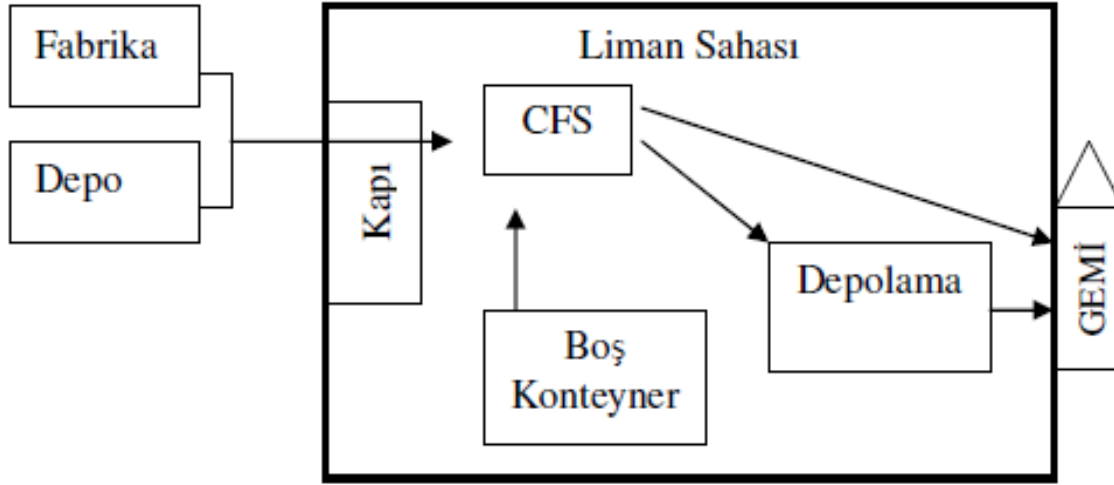 Fabrika
Depo
Liman Sahası
Kapı
CFS
Boş
Konteyner
Depolama
GEMİ